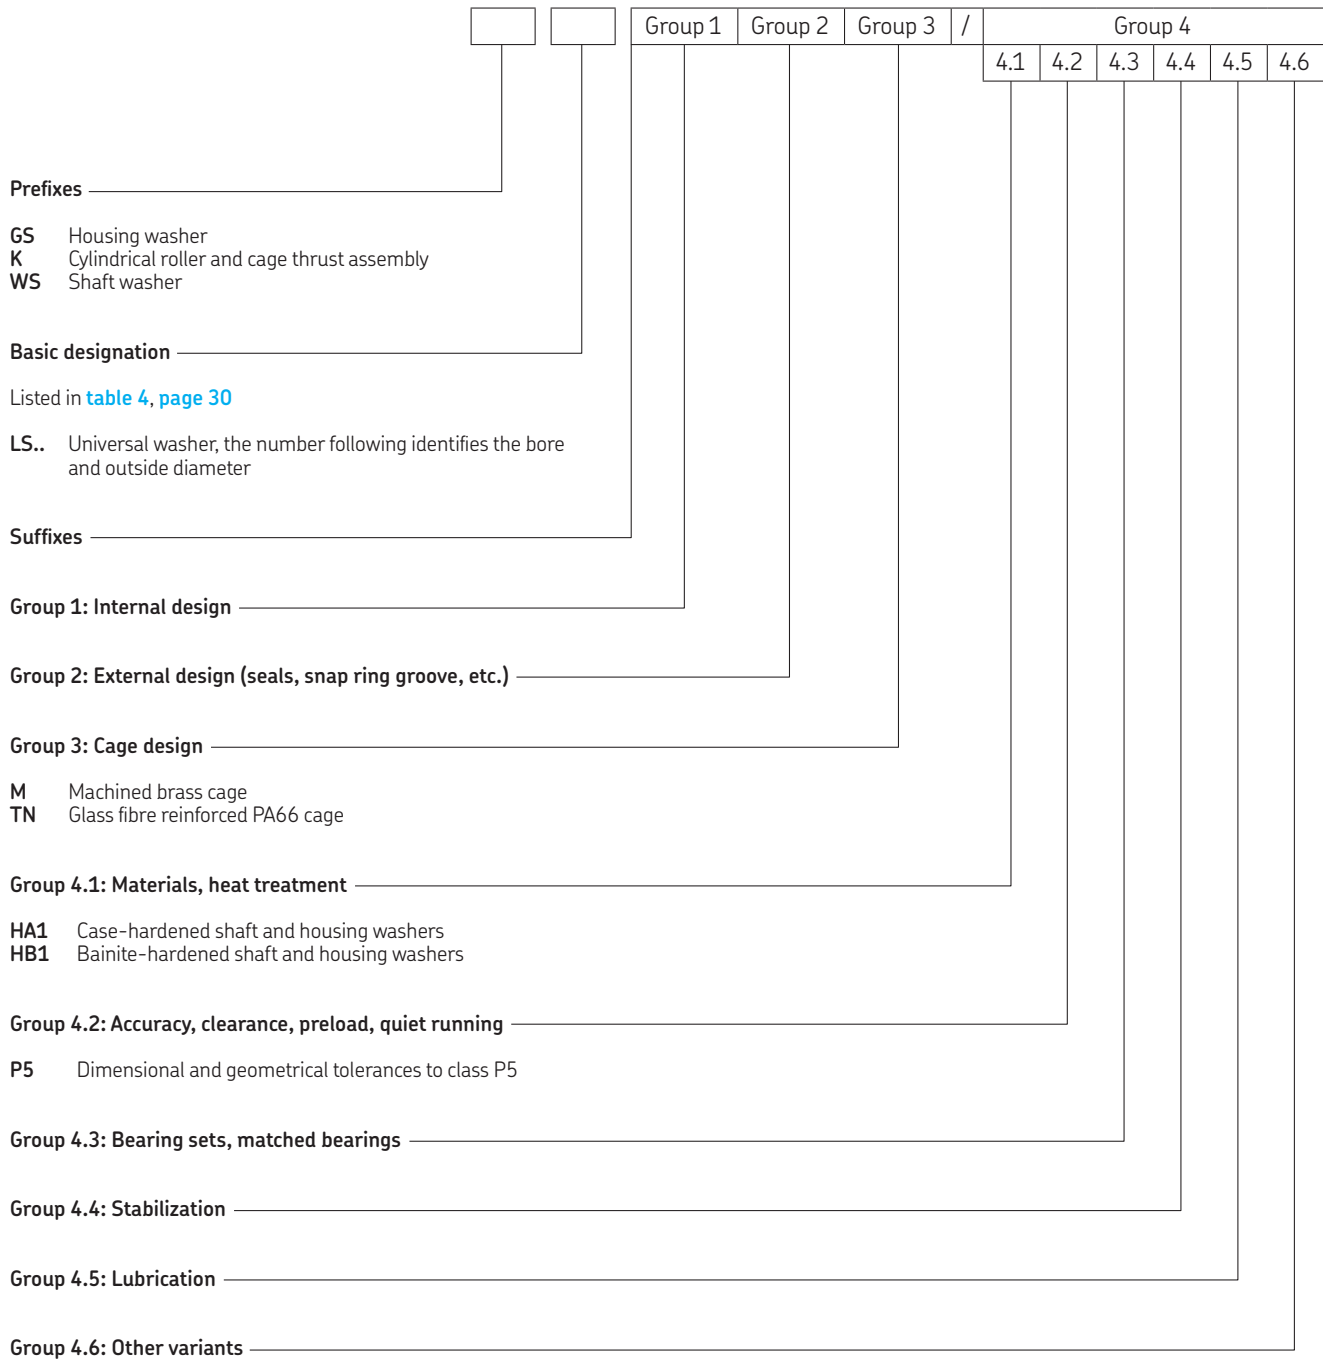 Group 1 Group 2 Group 3 / Group 4
4.1 4.2 4.3 4.4 4.5 4.6
Prefixes
GS Housing washer
K Cylindrical roller and cage thrust assembly
WS Shaft washer
Basic designation
Listed in table 4, page 30
LS.. Universal washer, the number following identifies the bore
and outside diameter
Suffixes
Group 1: Internal design
Group 2: External design (seals, snap ring groove, etc.)
Group 3: Cage design
M Machined brass cage
TN Glass fibre reinforced PA66 cage
Group 4.1: Materials, heat treatment
HA1 Case-hardened shaft and housing washers
HB1 Bainite-hardened shaft and housing washers
Group 4.2: Accuracy, clearance, preload, quiet running
P5 Dimensional and geometrical tolerances to class P5
Group 4.3: Bearing sets, matched bearings
Group 4.4: Stabilization
Group 4.5: Lubrication
Group 4.6: Other variants